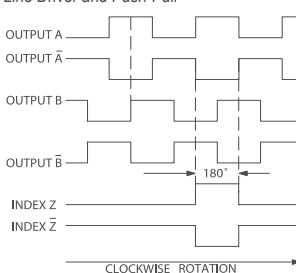 Line Driver and Push-Pull
OUTPUT A
OUTPUT A̅
OUTPUT B
OUTPUT B̅
180°
INDEX Z
INDEX Z̅
CLOCKWISE ROTATION